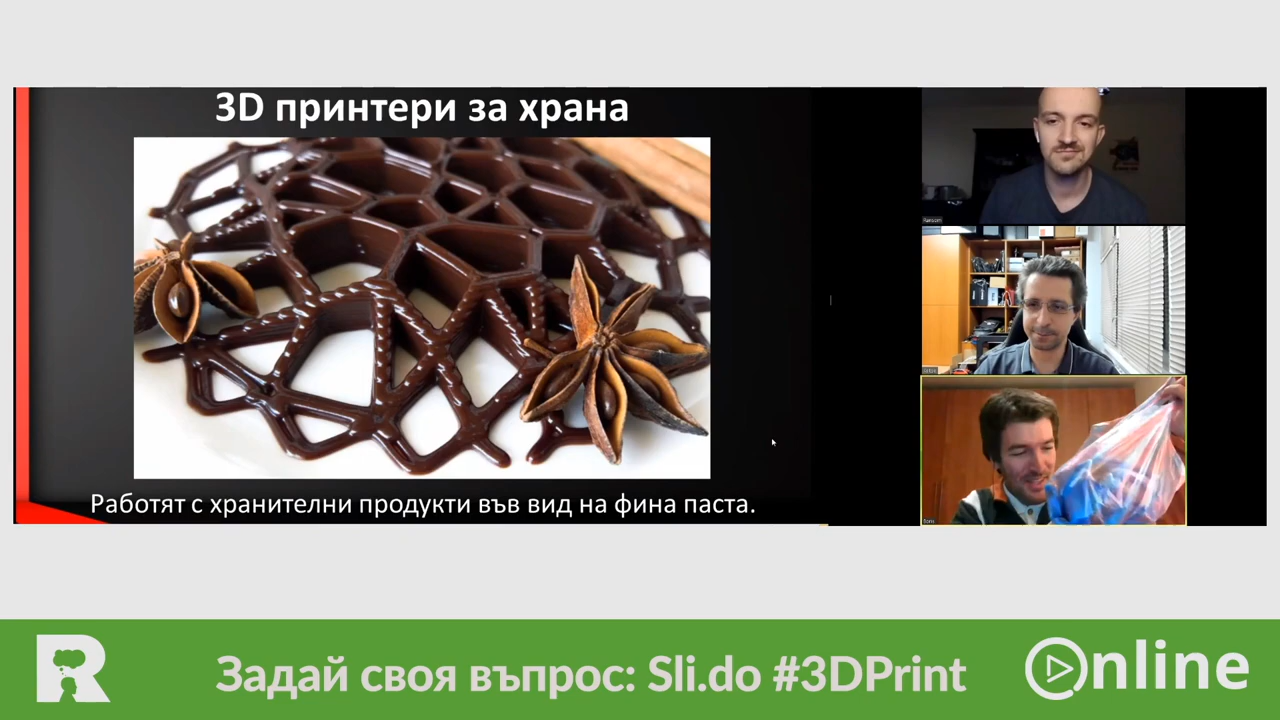 3D принтери за храна
Работят с хранителни продукти във вид на фина паста.
Boris
Задай своя въпрос: Sli.do #3DPrint
Online